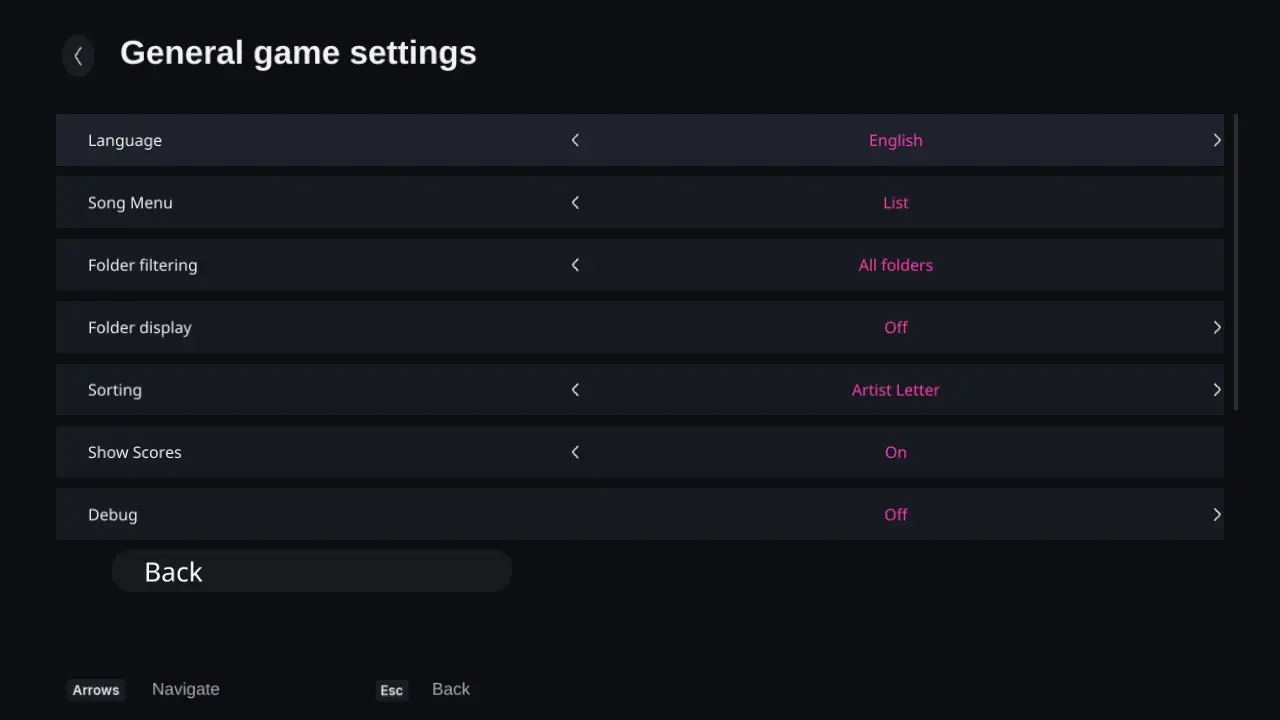 General game settings
Language English
Song Menu List
Folder filtering All folders
Folder display Off
Sorting Artist Letter
Show Scores On
Debug Off
Back
Arrows Navigate Esc Back